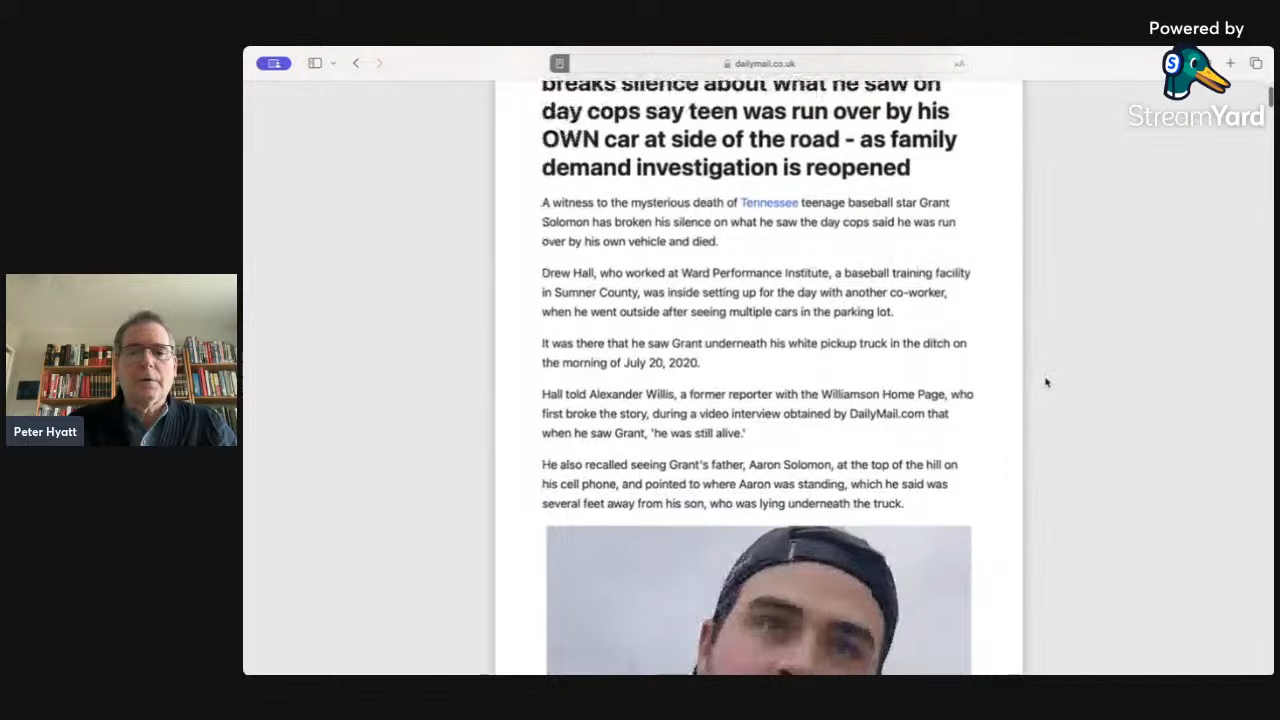 Powered by
StreamYard
dailymail.co.uk
AA
breaks silence about what he saw on
day cops say teen was run over by his
OWN car at side of the road - as family
demand investigation is reopened
A witness to the mysterious death of Tennessee teenage baseball star Grant
Solomon has broken his silence on what he saw the day cops said he was run
over by his own vehicle and died.
Drew Hall, who worked at Ward Performance Institute, a baseball training facility
in Sumner County, was inside setting up for the day with another co-worker,
when he went outside after seeing multiple cars in the parking lot.
It was there that he saw Grant underneath his white pickup truck in the ditch on
the morning of July 20, 2020.
Hall told Alexander Willis, a former reporter with the Williamson Home Page, who
first broke the story, during a video interview obtained by DailyMail.com that
when he saw Grant, 'he was still alive.'
He also recalled seeing Grant's father, Aaron Solomon, at the top of the hill on
his cell phone, and pointed to where Aaron was standing, which he said was
several feet away from his son, who was lying underneath the truck.
Peter Hyatt